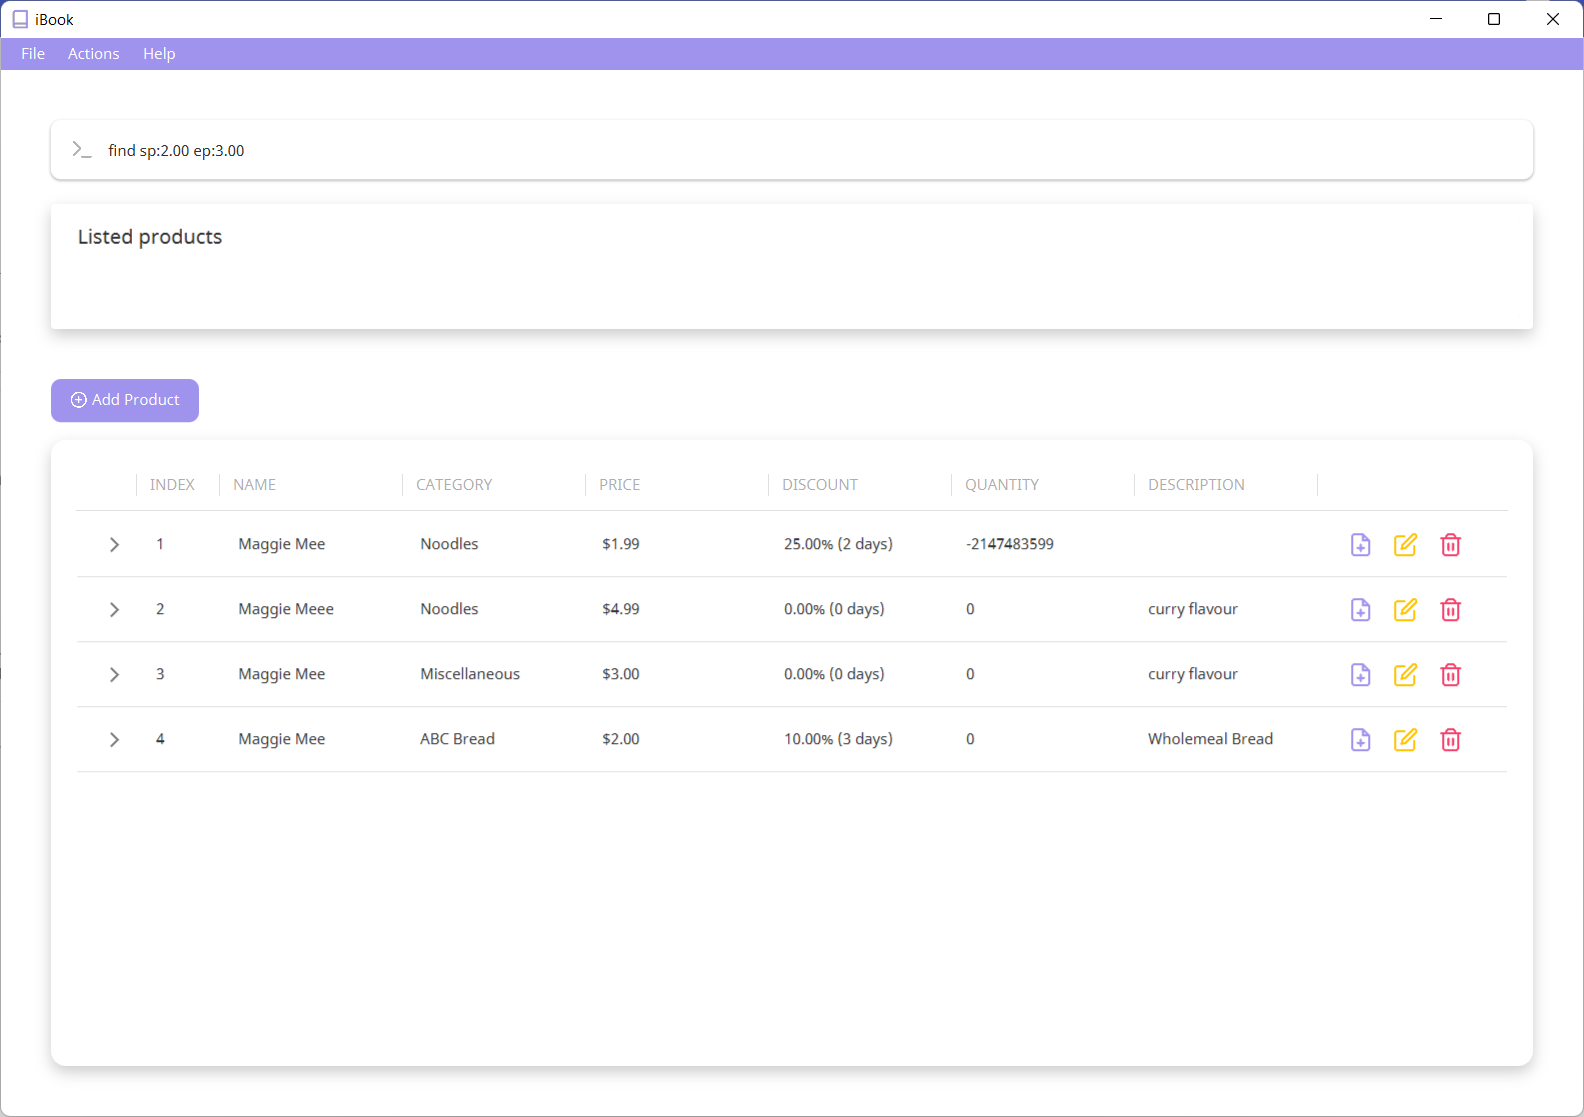 iBook
File Actions Help
find sp:2.00 ep:3.00
Listed products
Add Product
INDEX NAME CATEGORY PRICE DISCOUNT QUANTITY DESCRIPTION
1 Maggie Mee Noodles $1.99 25.00% (2 days) -2147483599
2 Maggie Meee Noodles $4.99 0.00% (0 days) 0 curry flavour
3 Maggie Mee Miscellaneous $3.00 0.00% (0 days) 0 curry flavour
4 Maggie Mee ABC Bread $2.00 10.00% (3 days) 0 Wholemeal Bread